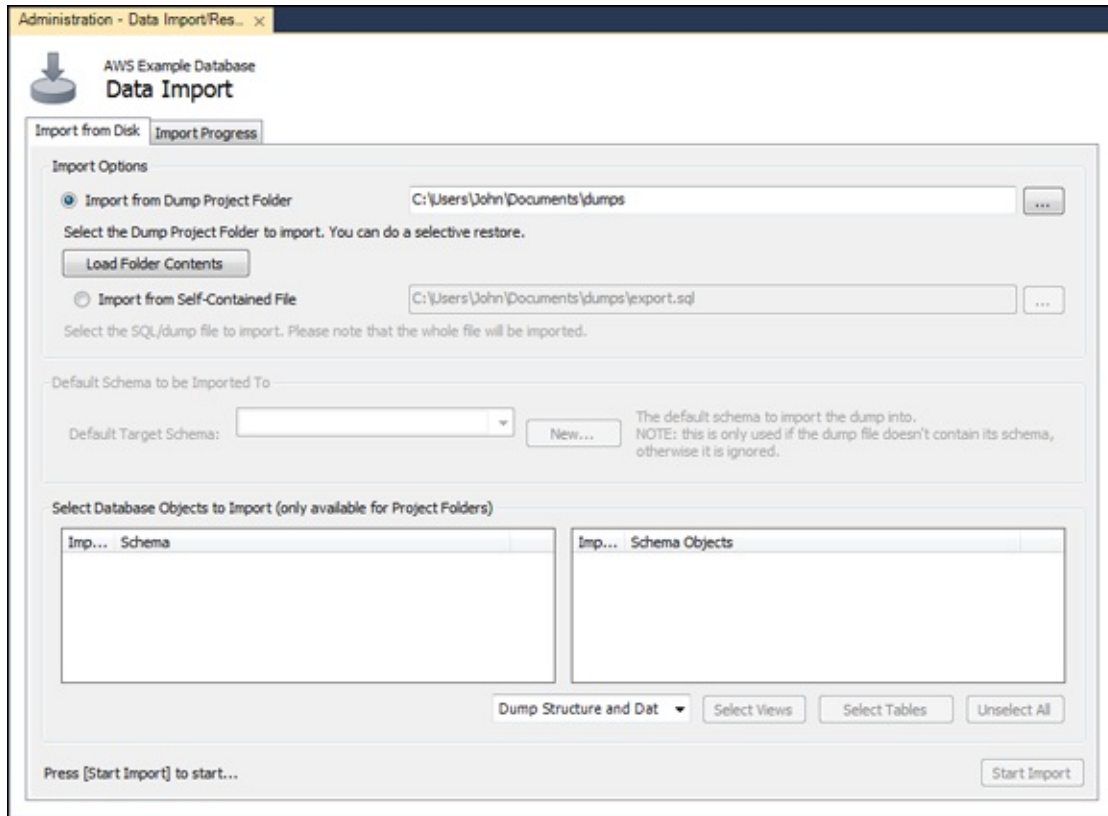 Administration - Data Import/Res...
AWS Example Database
Data Import
Import from Disk
Import Progress
Import Options
Import from Dump Project Folder
C:\Users\John\Documents\dumps
...
Select the Dump Project Folder to import. You can do a selective restore.
Load Folder Contents
Import from Self-Contained File
C:\Users\John\Documents\dumps\export.sql
...
Select the SQL/dump file to import. Please note that the whole file will be imported.
Default Schema to be Imported To
Default Target Schema:
New...
The default schema to import the dump into.
NOTE: this is only used if the dump file doesn't contain its schema,
otherwise it is ignored.
Select Database Objects to Import (only available for Project Folders)
Imp... Schema
Imp... Schema Objects
Dump Structure and Dat
Select Views
Select Tables
Unselect All
Press [Start Import] to start...
Start Import